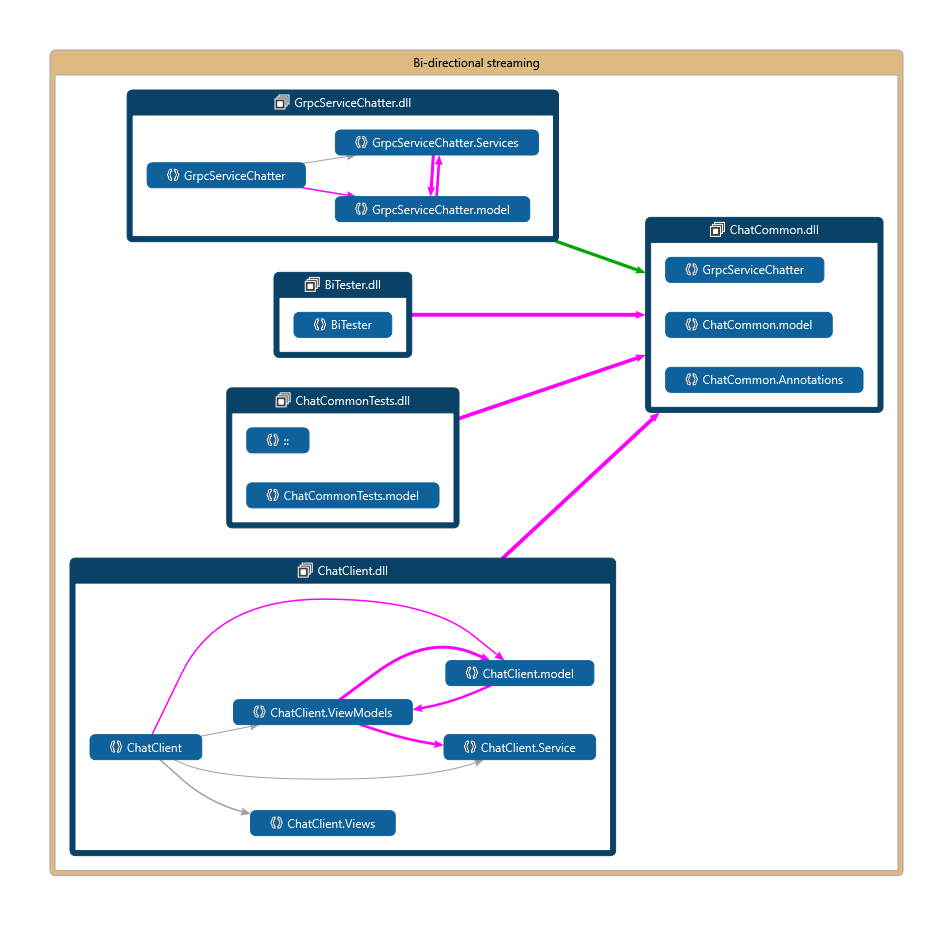 Bi-directional streaming
GrpcServiceChatter.dll
GrpcServiceChatter.Services
GrpcServiceChatter
GrpcServiceChatter.model
ChatCommon.dll
GrpcServiceChatter
ChatCommon.model
ChatCommon.Annotations
BiTester.dll
BiTester
ChatCommonTests.dll
::
ChatCommonTests.model
ChatClient.dll
ChatClient.model
ChatClient.ViewModels
ChatClient
ChatClient.Service
ChatClient.Views